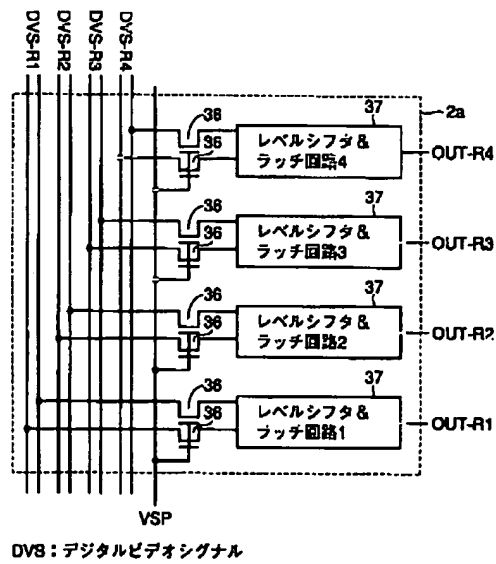 DVS-R1
DVS-R2
DVS-R3
DVS-R4
2a
36
36
37
レベルシフタ&
ラッチ回路4
OUT-R4
36
36
37
レベルシフタ&
ラッチ回路3
OUT-R3
36
36
37
レベルシフタ&
ラッチ回路2
OUT-R2
36
36
37
レベルシフタ&
ラッチ回路1
OUT-R1
VSP
DVS:デジタルビデオシグナル